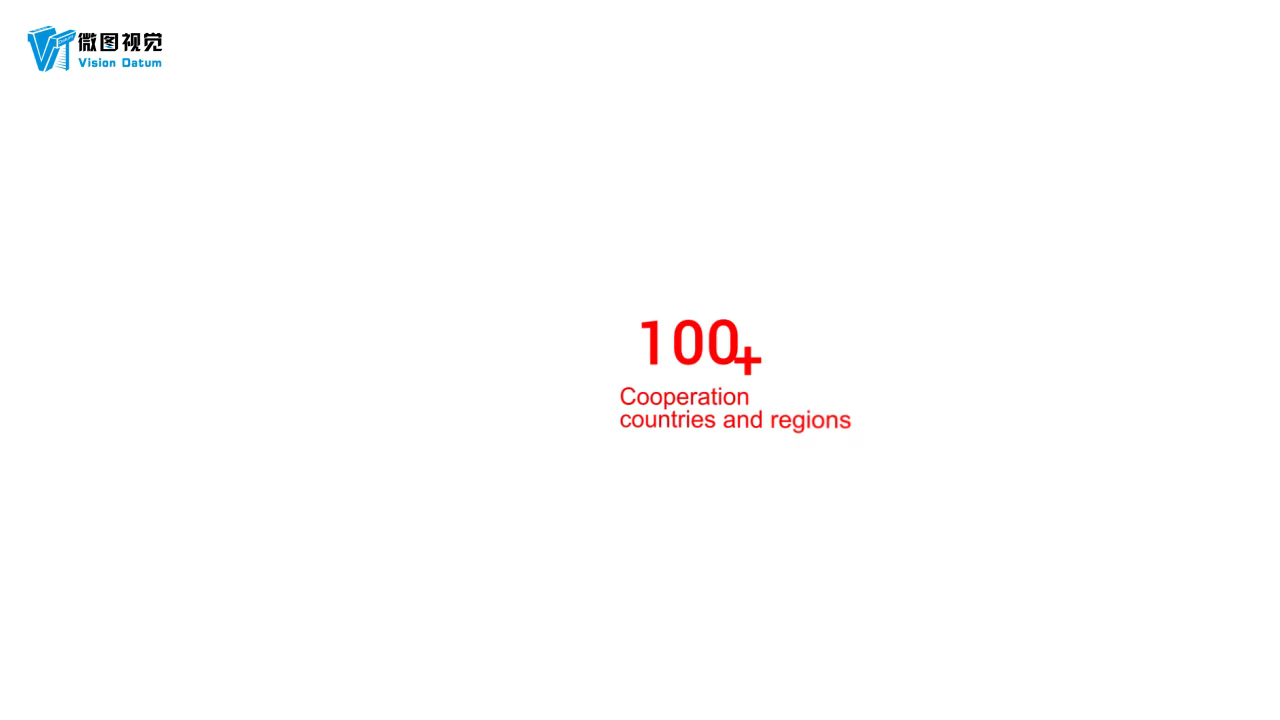 微图视觉
Vision Datum
100+
Cooperation
countries and regions